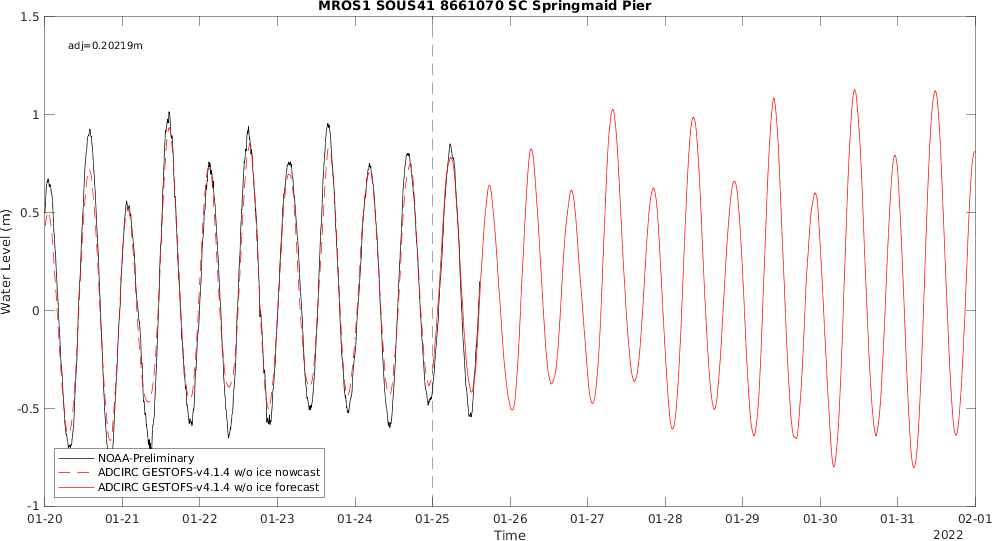 MROS1 SOUS41 8661070 SC Springmaid Pier
adj=0.20219m
1.5
1
0.5
0
-0.5
-1
Water Level (m)
NOAA-Preliminary
ADCIRC GESTOFS-v4.1.4 w/o ice nowcast
ADCIRC GESTOFS-v4.1.4 w/o ice forecast
01-20 01-21 01-22 01-23 01-24 01-25 01-26 01-27 01-28 01-29 01-30 01-31 02-01
Time
2022